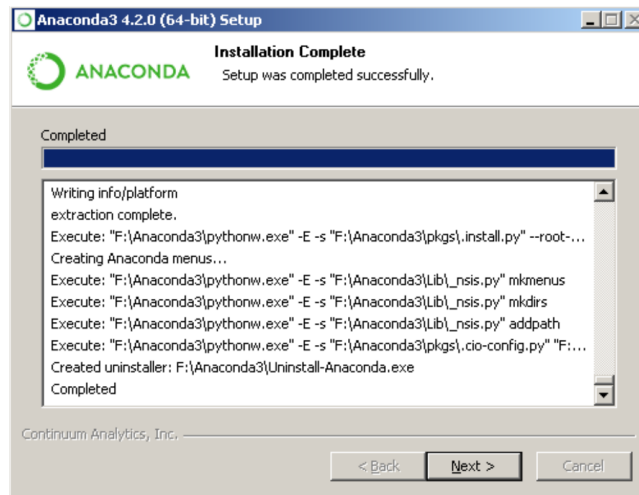 Anaconda3 4.2.0 (64-bit) Setup
Installation Complete
Setup was completed successfully.
ANACONDA
Completed
Writing info/platform
extraction complete.
Execute: "F:\Anaconda3\pythonw.exe" -E -s "F:\Anaconda3\pkgs\.install.py" --root-...
Creating Anaconda menus...
Execute: "F:\Anaconda3\pythonw.exe" -E -s "F:\Anaconda3\Lib\_nsis.py" mkmenus
Execute: "F:\Anaconda3\pythonw.exe" -E -s "F:\Anaconda3\Lib\_nsis.py" mkdirs
Execute: "F:\Anaconda3\pythonw.exe" -E -s "F:\Anaconda3\Lib\_nsis.py" addpath
Execute: "F:\Anaconda3\pythonw.exe" -E -s "F:\Anaconda3\pkgs\.cio-config.py" "F:...
Created uninstaller: F:\Anaconda3\Uninstall-Anaconda.exe
Completed
Continuum Analytics, Inc.
< Back Next > Cancel